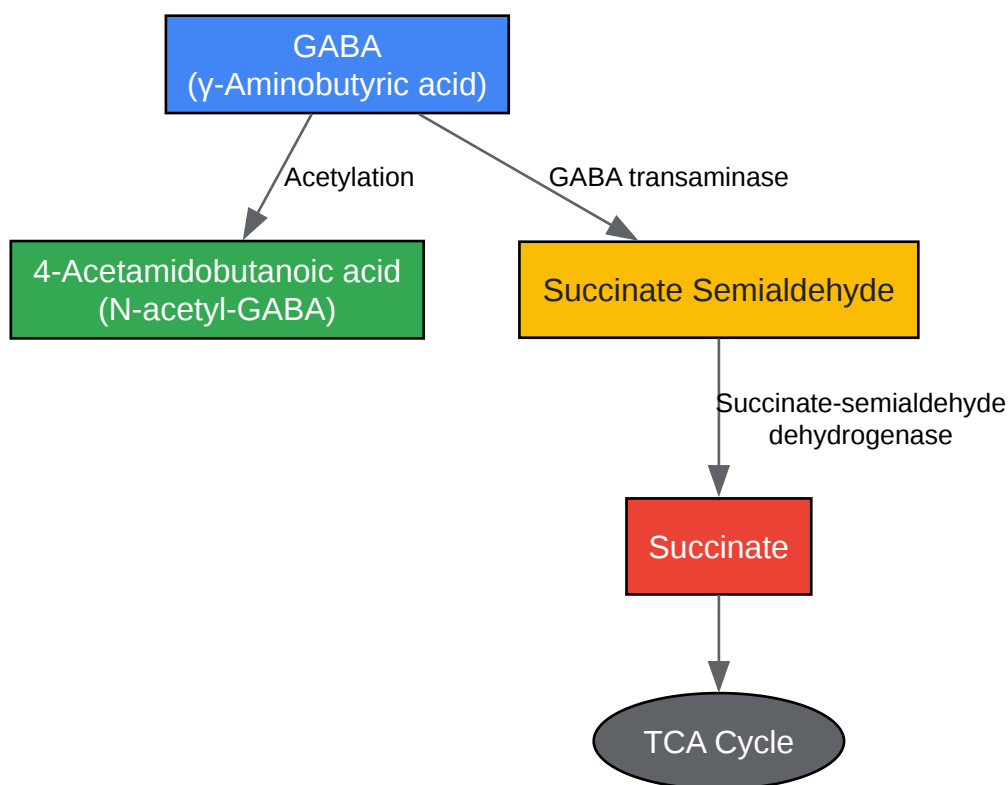 GABA
(γ-Aminobutyric acid)
Acetylation
GABA transaminase
4-Acetamidobutanoic acid
(N-acetyl-GABA)
Succinate Semialdehyde
Succinate-semialdehyde
dehydrogenase
Succinate
TCA Cycle